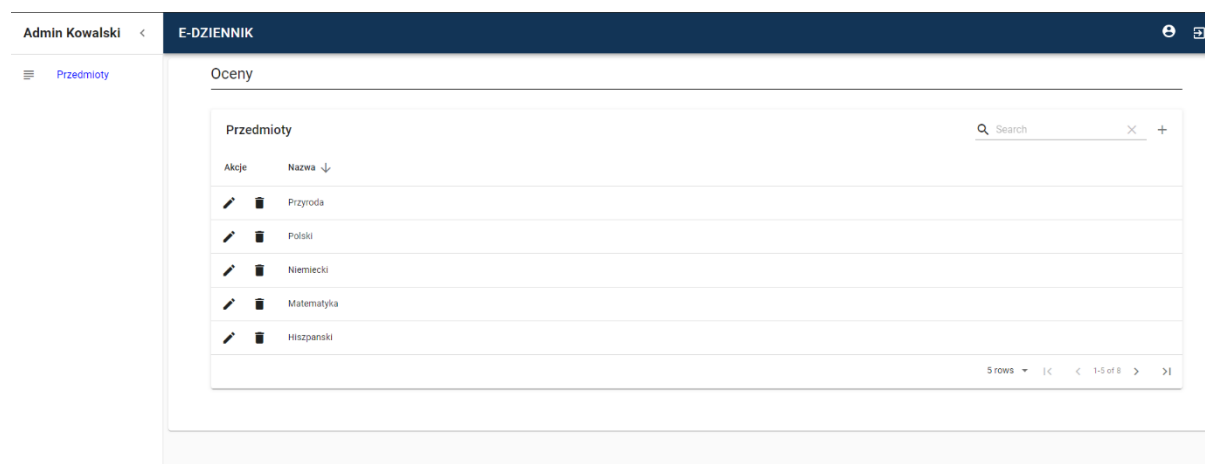 Admin Kowalski
E-DZIENNIK
Przedmioty
Oceny
Przedmioty
Search
Akcje Nazwa
Przyroda
Polski
Niemiecki
Matematyka
Hiszpanski
5 rows 1-5 of 8